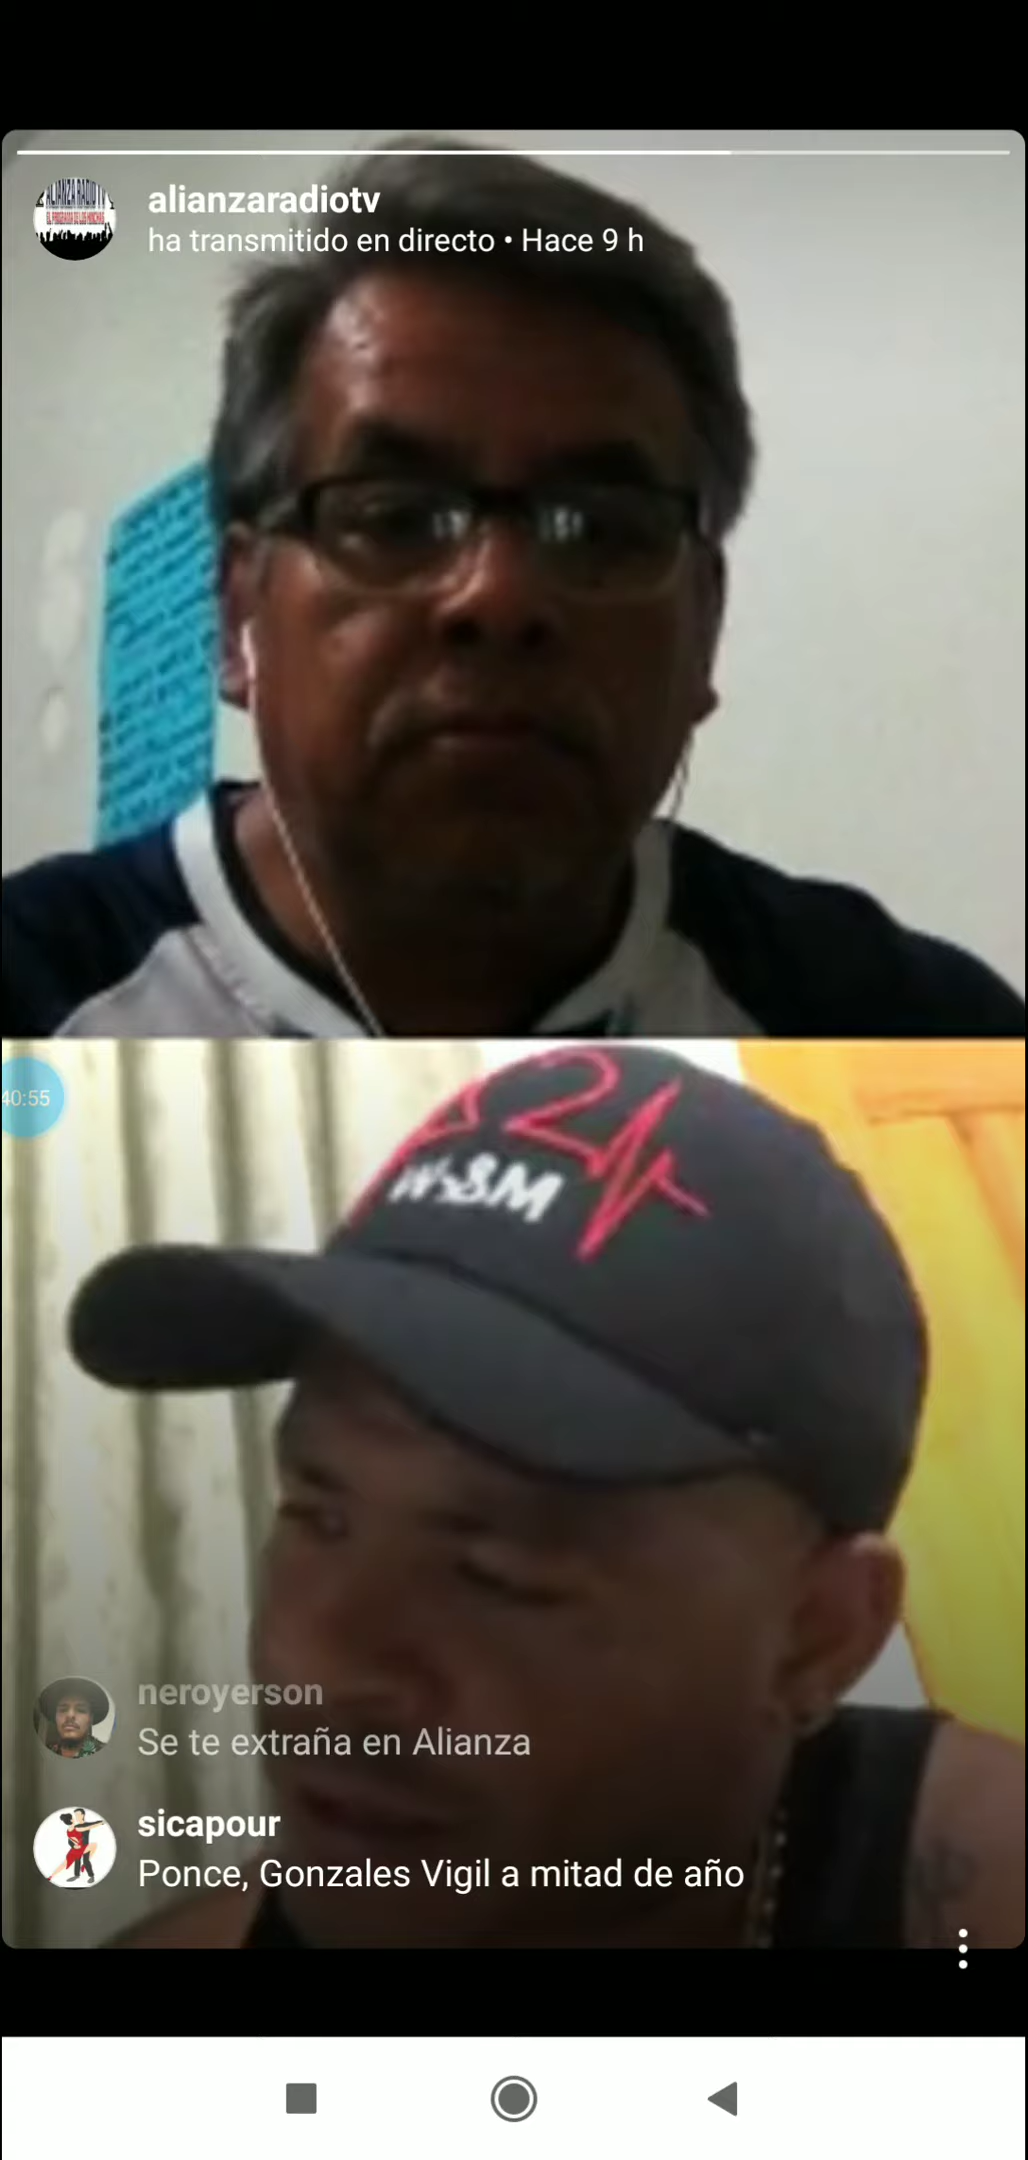 alianzaradiotv
ha transmitido en directo • Hace 9 h
40:55
W&M
neroyerson
Se te extraña en Alianza
sicapour
Ponce, Gonzales Vigil a mitad de año